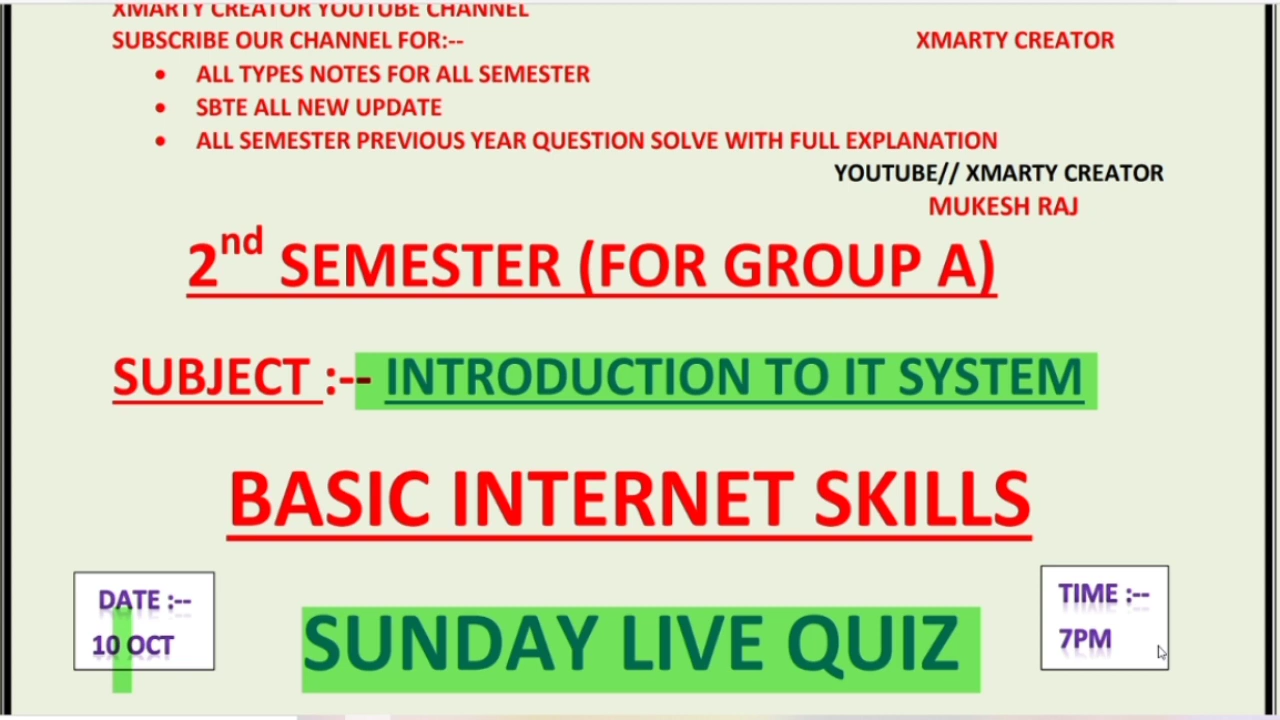 XMARTY CREATOR YOUTUBE CHANNEL
SUBSCRIBE OUR CHANNEL FOR:-- XMARTY CREATOR
• ALL TYPES NOTES FOR ALL SEMESTER
• SBTE ALL NEW UPDATE
• ALL SEMESTER PREVIOUS YEAR QUESTION SOLVE WITH FULL EXPLANATION
YOUTUBE// XMARTY CREATOR
MUKESH RAJ
2nd SEMESTER (FOR GROUP A)
SUBJECT :-- INTRODUCTION TO IT SYSTEM
BASIC INTERNET SKILLS
DATE :--
10 OCT
SUNDAY LIVE QUIZ
TIME :--
7PM